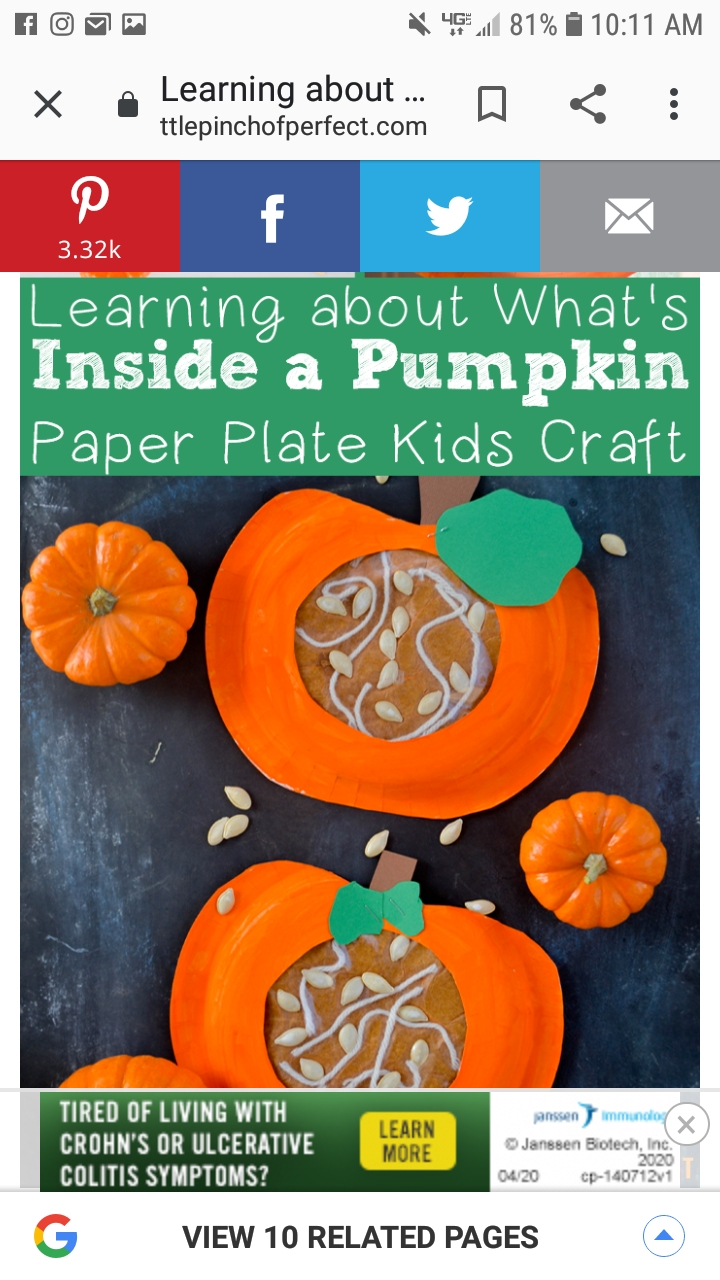 81% 10:11 AM
Learning about ...
ttlepinchofperfect.com
3.32k
Learning about What's
Inside a Pumpkin
Paper Plate Kids Craft
TIRED OF LIVING WITH
CROHN'S OR ULCERATIVE
COLITIS SYMPTOMS?
LEARN
MORE
janssen Immunolog
© Janssen Biotech, Inc.
2020
04/20 cp-140712v1
VIEW 10 RELATED PAGES